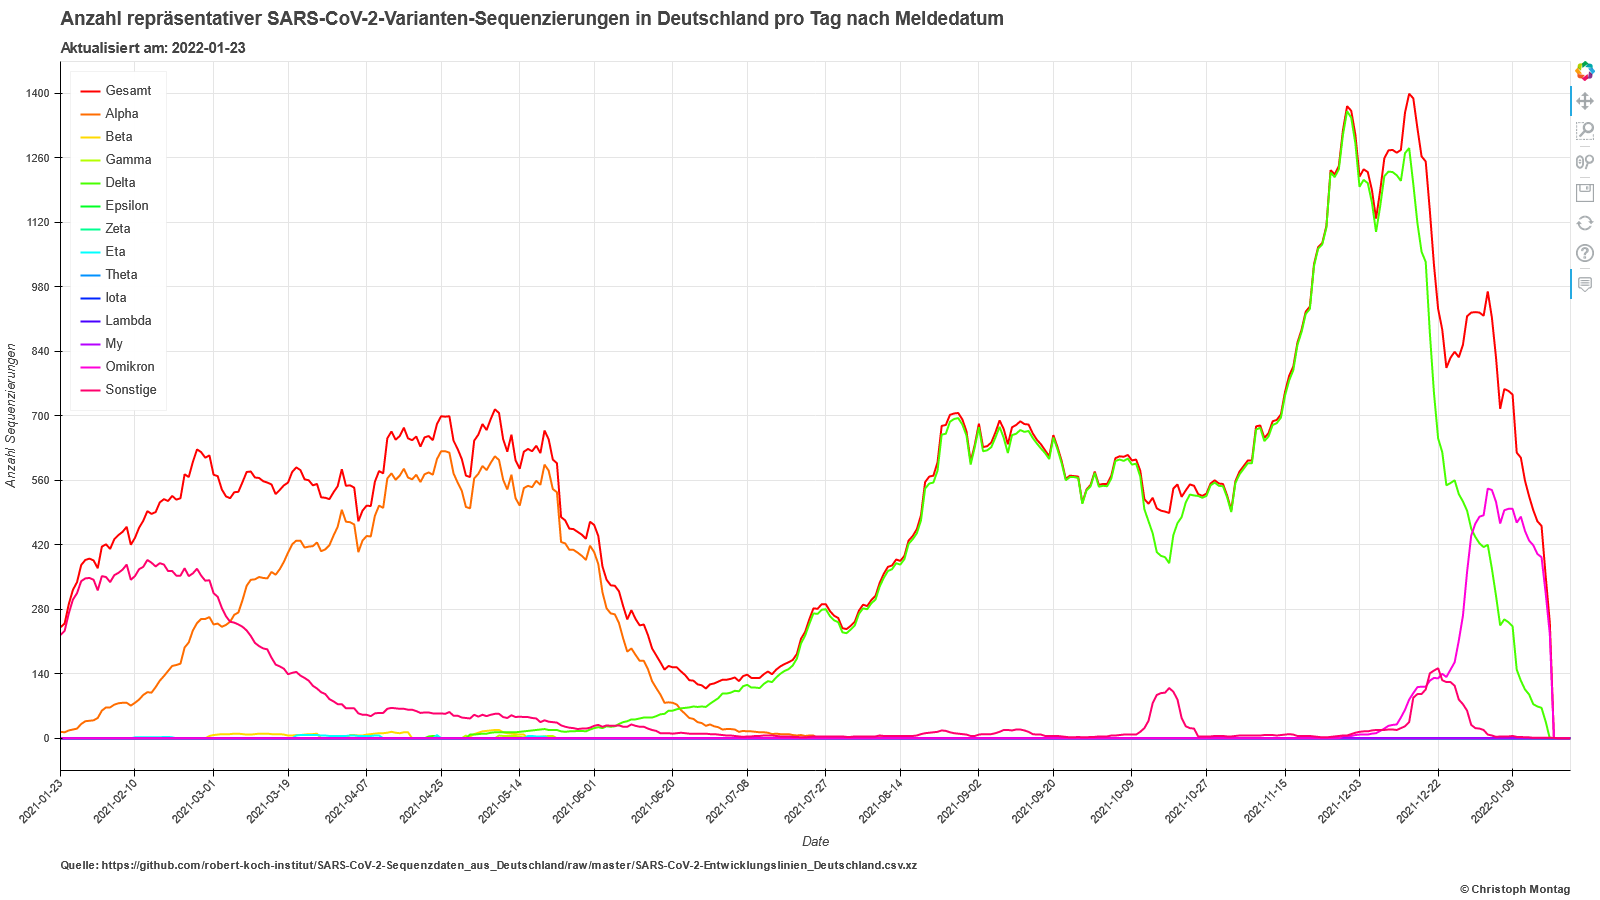 Anzahl repräsentativer SARS-CoV-2-Varianten-Sequenzierungen in Deutschland pro Tag nach Meldedatum
Aktualisiert am: 2022-01-23
Gesamt
Alpha
Beta
Gamma
Delta
Epsilon
Zeta
Eta
Theta
Iota
Lambda
My
Omikron
Sonstige
1400
1260
1120
980
840
700
560
420
280
140
0
Anzahl Sequenzierungen
2021-01-23
2021-02-10
2021-03-01
2021-03-19
2021-04-07
2021-04-25
2021-05-14
2021-06-01
2021-06-20
2021-07-08
2021-07-27
2021-08-14
2021-09-02
2021-09-20
2021-10-09
2021-10-27
2021-11-15
2021-12-03
2021-12-22
2022-01-09
Date
Quelle: https://github.com/robert-koch-institut/SARS-CoV-2-Sequenzdaten_aus_Deutschland/raw/master/SARS-CoV-2-Entwicklungslinien_Deutschland.csv.xz
© Christoph Montag